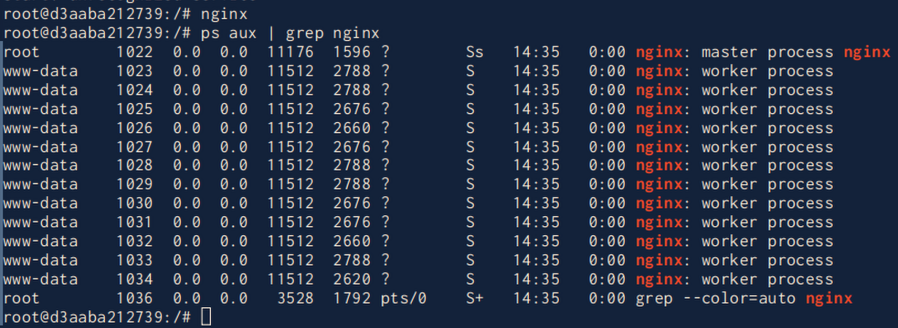 root@d3aaba212739:/# nginx
root@d3aaba212739:/# ps aux | grep nginx
root        1022  0.0  0.0  11176  1596 ?        Ss   14:35   0:00 nginx: master process nginx
www-data    1023  0.0  0.0  11512  2788 ?        S    14:35   0:00 nginx: worker process
www-data    1024  0.0  0.0  11512  2788 ?        S    14:35   0:00 nginx: worker process
www-data    1025  0.0  0.0  11512  2676 ?        S    14:35   0:00 nginx: worker process
www-data    1026  0.0  0.0  11512  2660 ?        S    14:35   0:00 nginx: worker process
www-data    1027  0.0  0.0  11512  2676 ?        S    14:35   0:00 nginx: worker process
www-data    1028  0.0  0.0  11512  2788 ?        S    14:35   0:00 nginx: worker process
www-data    1029  0.0  0.0  11512  2788 ?        S    14:35   0:00 nginx: worker process
www-data    1030  0.0  0.0  11512  2676 ?        S    14:35   0:00 nginx: worker process
www-data    1031  0.0  0.0  11512  2676 ?        S    14:35   0:00 nginx: worker process
www-data    1032  0.0  0.0  11512  2660 ?        S    14:35   0:00 nginx: worker process
www-data    1033  0.0  0.0  11512  2788 ?        S    14:35   0:00 nginx: worker process
www-data    1034  0.0  0.0  11512  2620 ?        S    14:35   0:00 nginx: worker process
root        1036  0.0  0.0   3528  1792 pts/0    S+   14:35   0:00 grep --color=auto nginx
root@d3aaba212739:/#